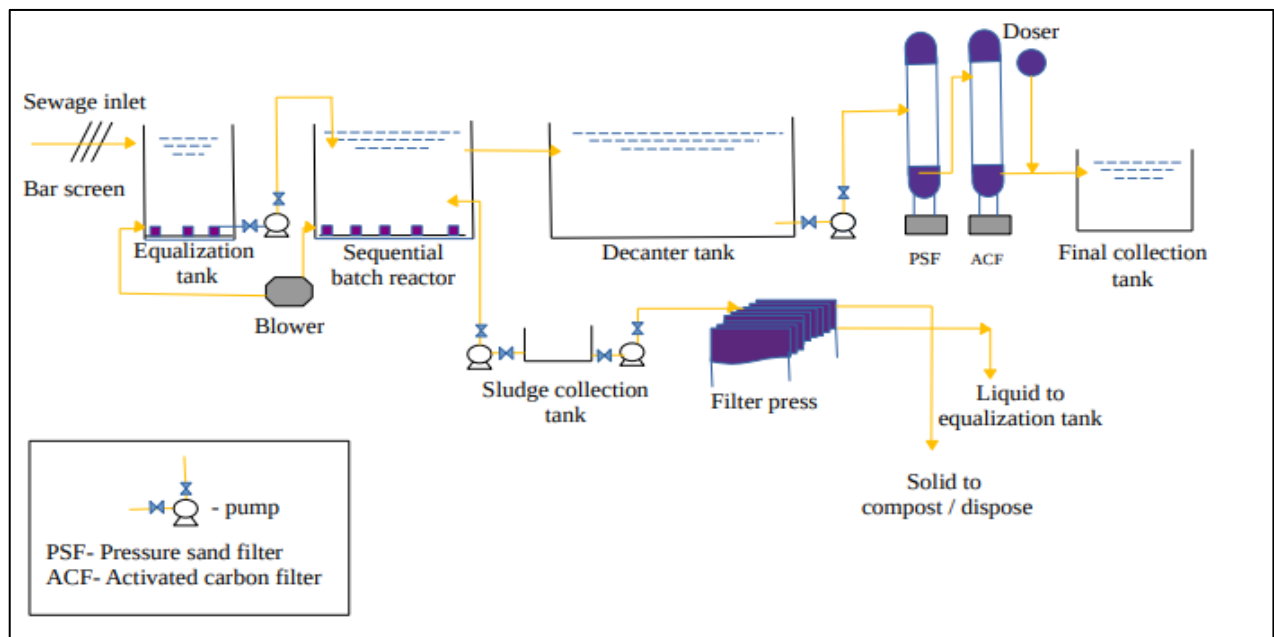 Doser
Sewage inlet
Bar screen
Equalization
tank
Sequential
batch reactor
Decanter tank
PSF
ACF
Final collection
tank
Blower
Sludge collection
tank
Filter press
Liquid to
equalization tank
Solid to
compost / dispose
- pump
PSF- Pressure sand filter
ACF- Activated carbon filter